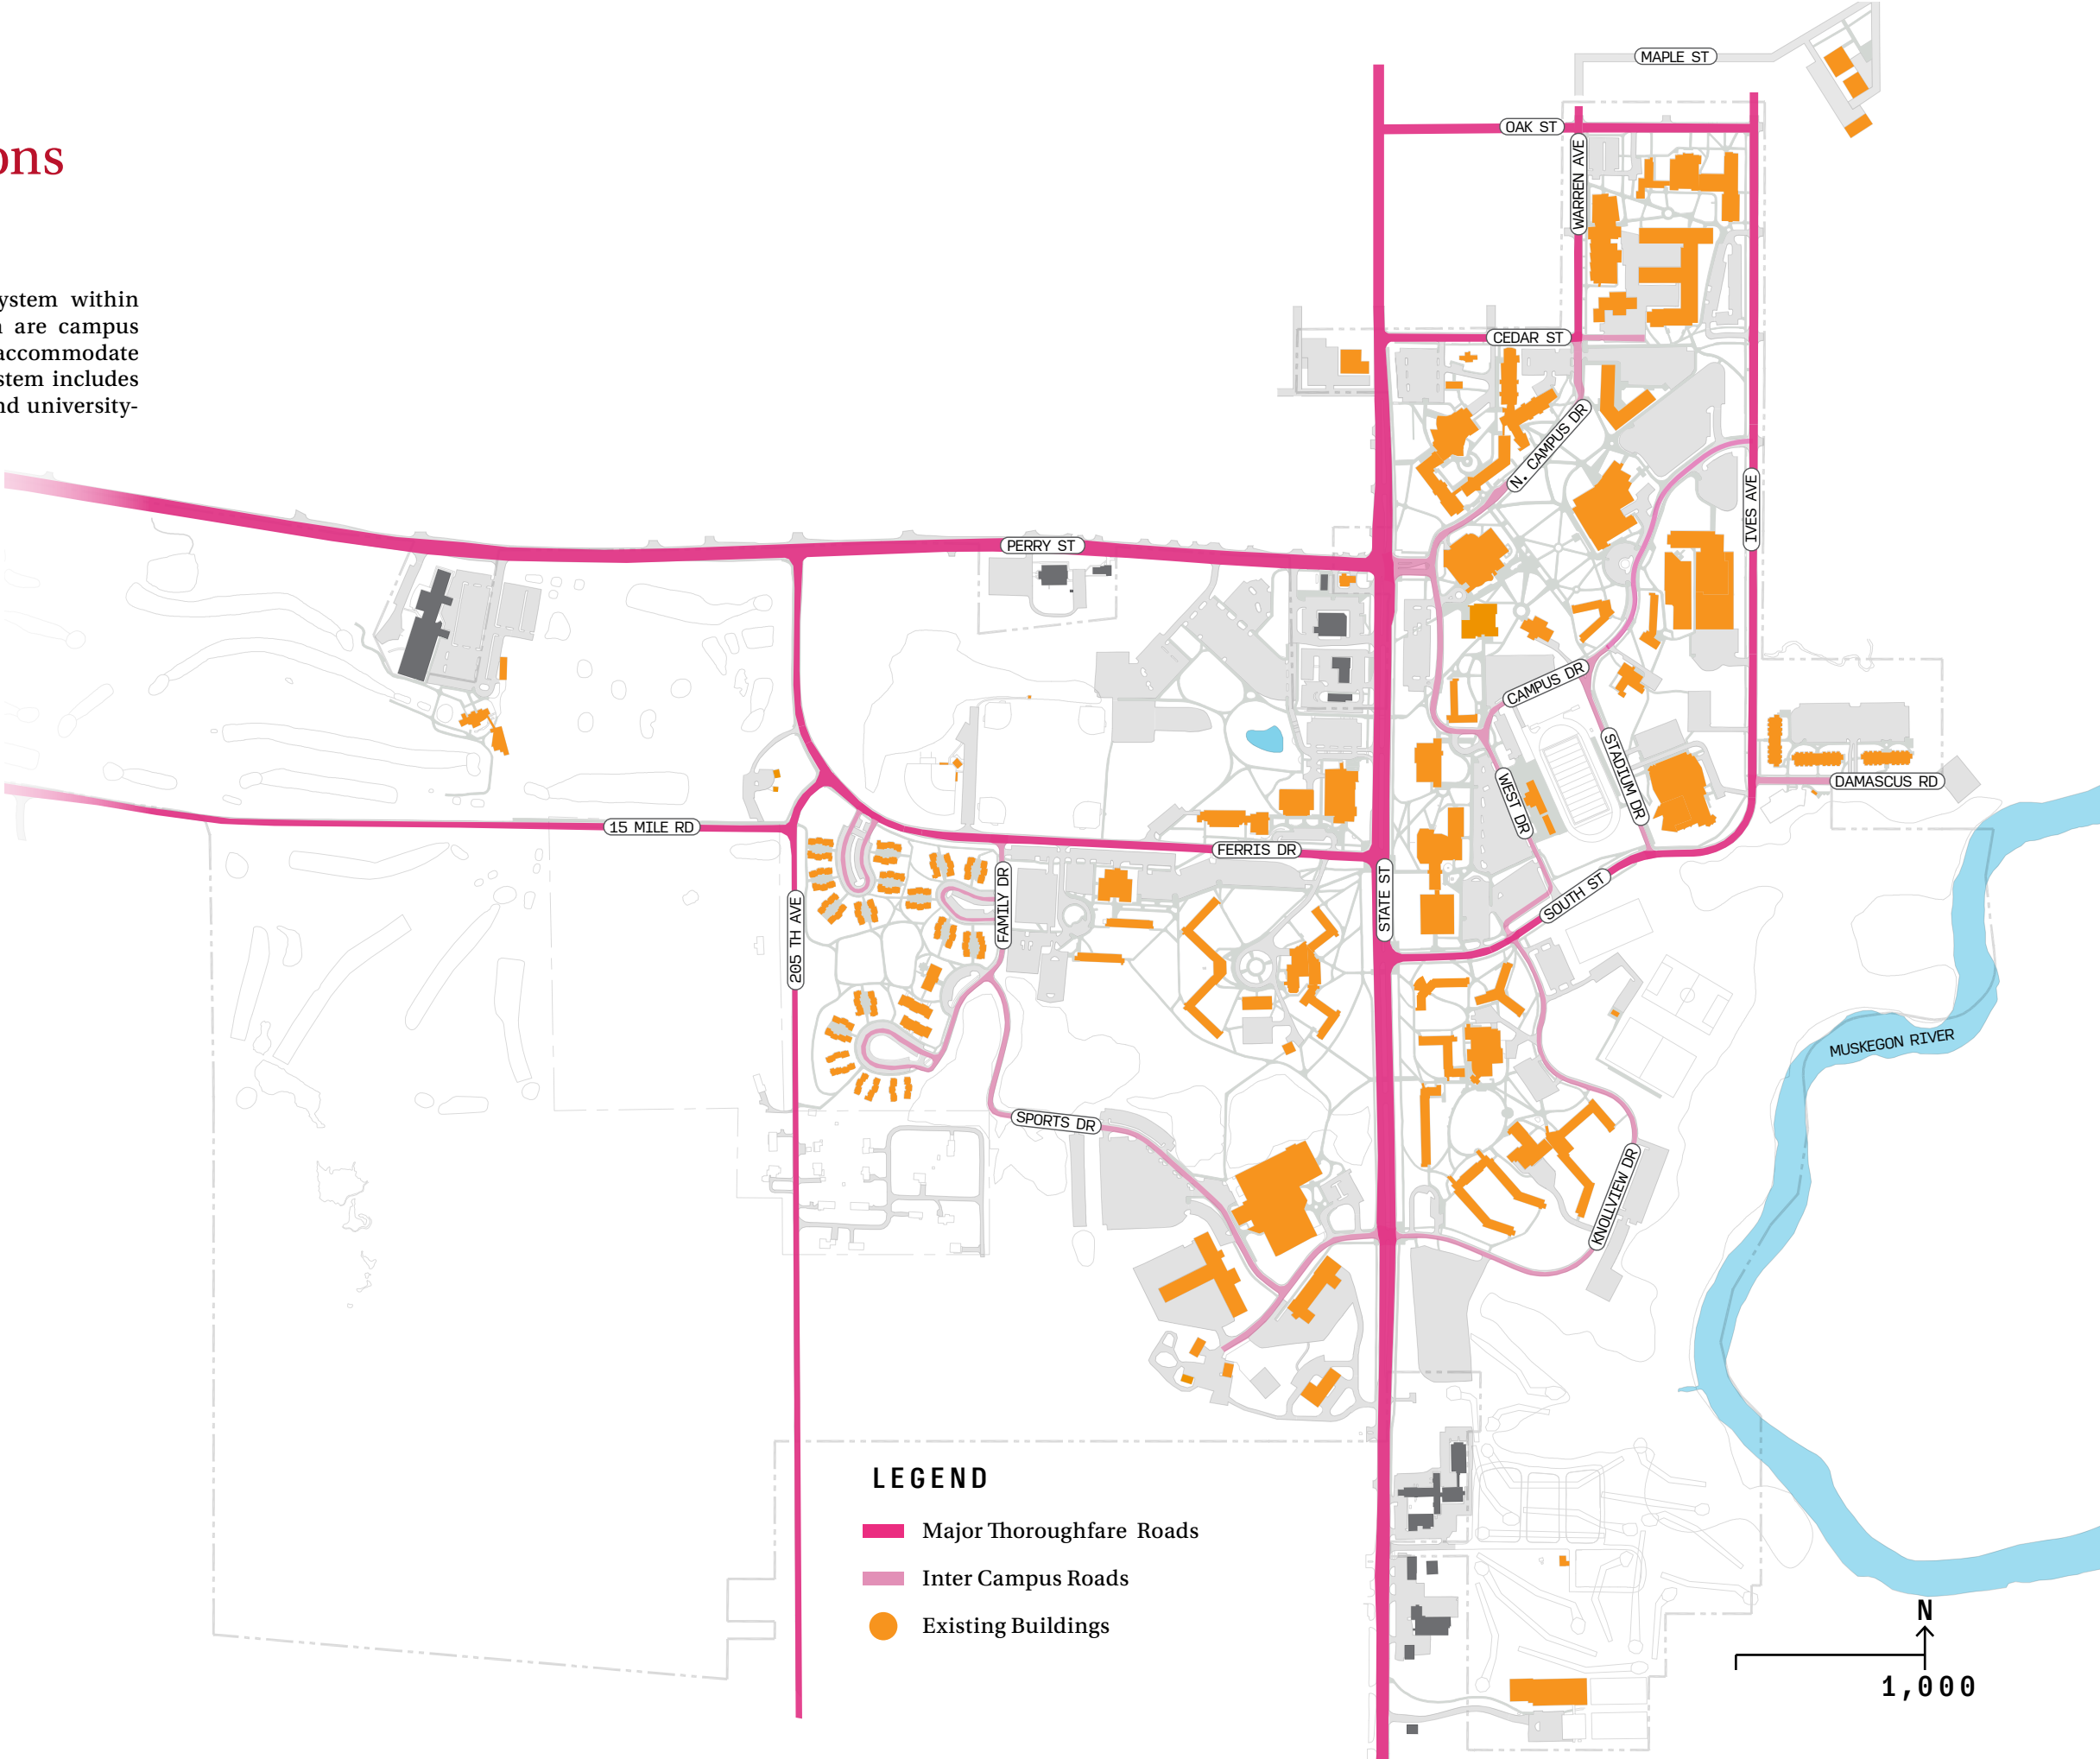 ystem within
are campus
accommodate
stem includes
nd university-
MAPLE ST
OAK ST
WARREN AVE
CEDAR ST
N. CAMPUS DR
IVES AVE
PERRY ST
CAMPUS DR
STADIUM DR
WEST DR
DAMASCUS RD
15 MILE RD
FERRIS DR
STATE ST
SOUTH ST
FAMILY DR
205 TH AVE
MUSKEGON RIVER
SPORTS DR
KNOLLVIEW DR
LEGEND
Major Thoroughfare Roads
Inter Campus Roads
Existing Buildings
N
1,000